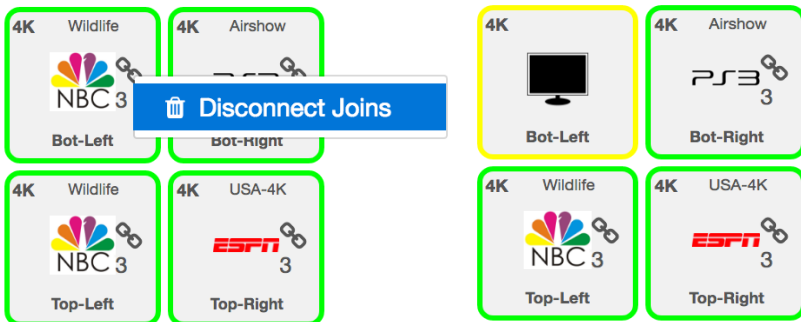 4K Wildlife
NBC 3
Bot-Left
4K Airshow
Bot-Right
Disconnect Joins
4K Wildlife
NBC 3
Top-Left
4K USA-4K
ESPN
3
Top-Right
4K
Bot-Left
4K Airshow
PS3
3
Bot-Right
4K Wildlife
NBC 3
Top-Left
4K USA-4K
ESPN
3
Top-Right